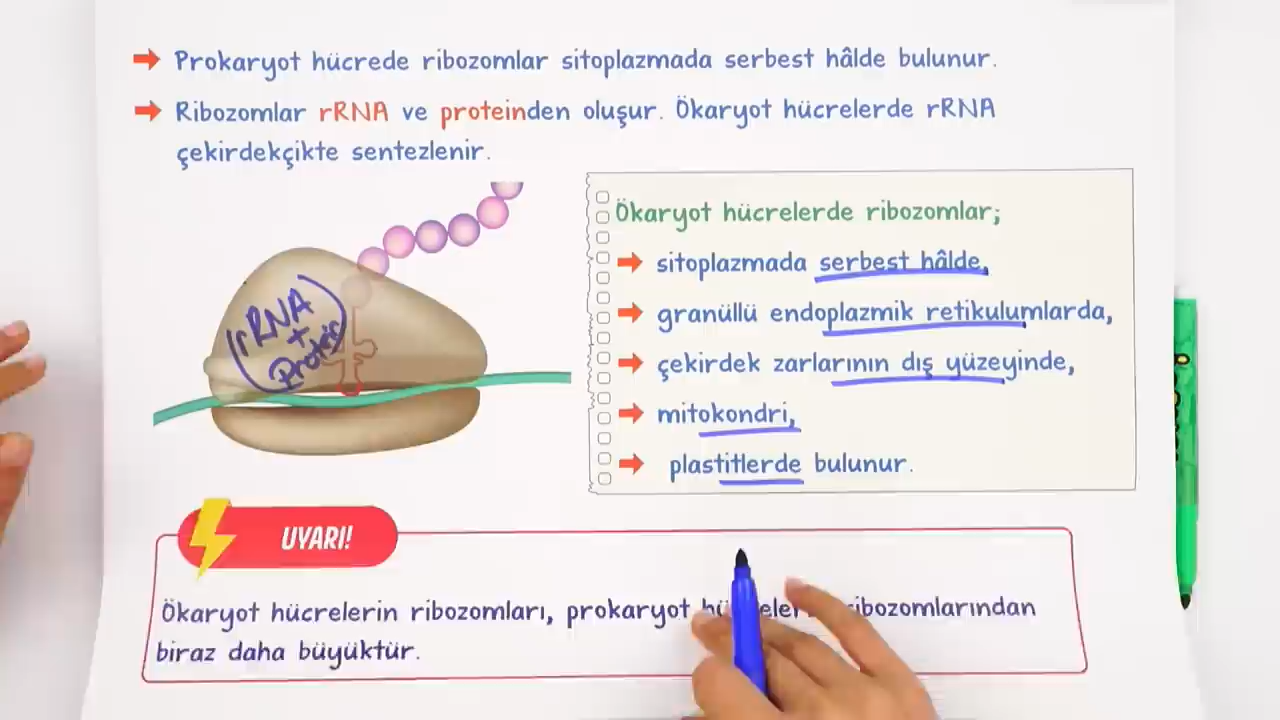 Prokaryot hücrede ribozomlar sitoplazmada serbest hâlde bulunur.
Ribozomlar rRNA ve proteinden oluşur. Ökaryot hücrelerde rRNA
çekirdekçikte sentezlenir.
rRNA
+
Protein
Ökaryot hücrelerde ribozomlar;
sitoplazmada serbest hâlde,
granüllü endoplazmik retikulumlarda,
çekirdek zarlarının dış yüzeyinde,
mitokondri,
plastitlerde bulunur.
UYARI!
Ökaryot hücrelerin ribozomları, prokaryot ribozomlarından
biraz daha büyüktür.